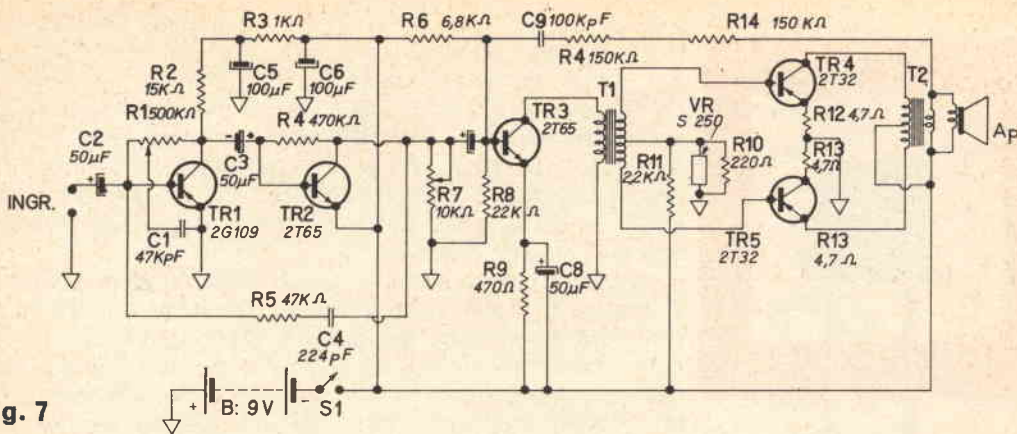 R3 1KΩ
R6 6,8KΩ
C9 100KpF
R14 150 KΩ
R2
15KΩ
C5
100µF
C6
100µF
R4 150KΩ
TR4
2T32
T2
R1 500KΩ
R4 470KΩ
TR3
2T65
T1
VR
S 250
R12 4,7Ω
C2
50µF
C3
50µF
R10
220Ω
R13
4,7Ω
Ap
R11
2,2KΩ
INGR.
R7
10KΩ
R8
22KΩ
TR1
2G109
TR2
2T65
C1
47KpF
TR5
2T32
R13
4,7Ω
R9
470Ω
C8
50µF
R5 47KΩ
C4
224pF
+ B: 9V -
S1
g. 7